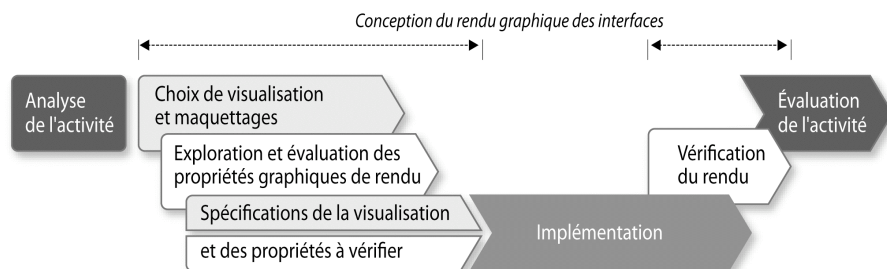 Conception du rendu graphique des interfaces
Analyse
de l'activité
Choix de visualisation
et maquettages
Exploration et évaluation des
propriétés graphiques de rendu
Spécifications de la visualisation
et des propriétés à vérifier
Implémentation
Vérification
du rendu
Évaluation
de l'activité